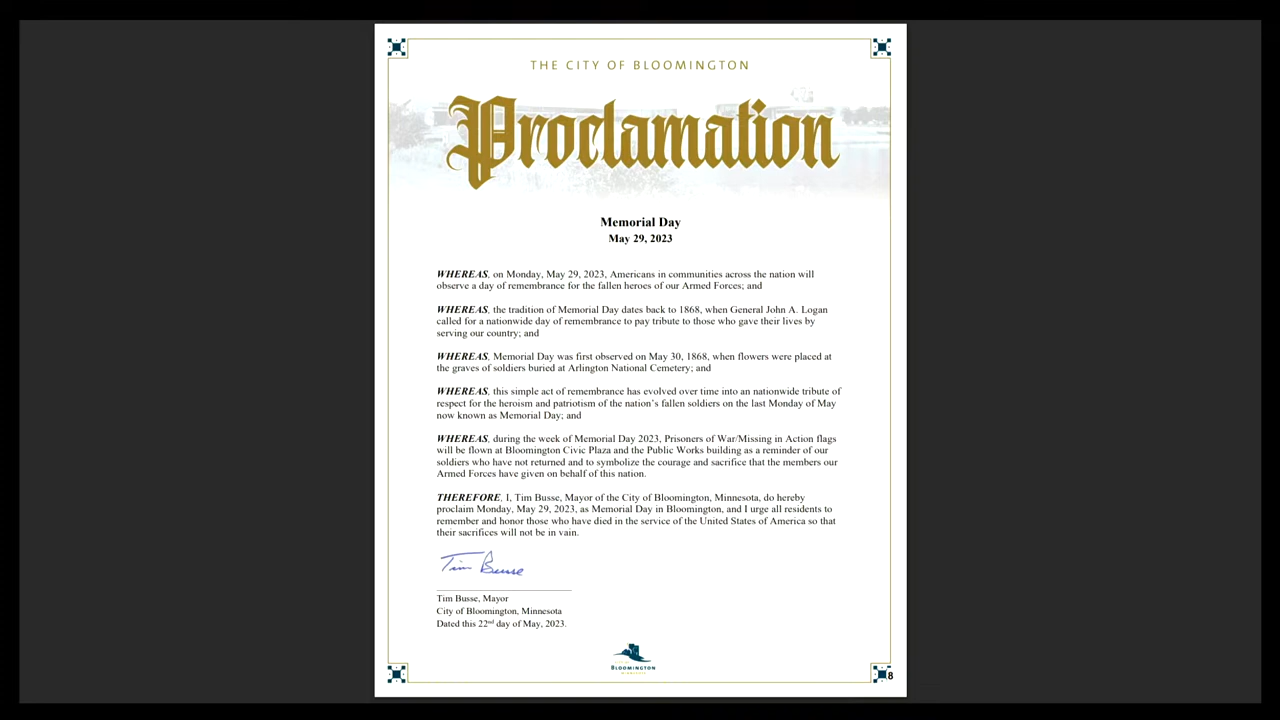 THE CITY OF BLOOMINGTON
Proclamation
Memorial Day
May 29, 2023
WHEREAS, on Monday, May 29, 2023, Americans in communities across the nation will
observe a day of remembrance for the fallen heroes of our Armed Forces; and
WHEREAS, the tradition of Memorial Day dates back to 1868, when General John A. Logan
called for a nationwide day of remembrance to pay tribute to those who gave their lives by
serving our country; and
WHEREAS, Memorial Day was first observed on May 30, 1868, when flowers were placed at
the graves of soldiers buried at Arlington National Cemetery; and
WHEREAS, this simple act of remembrance has evolved over time into an nationwide tribute of
respect for the heroism and patriotism of the nation's fallen soldiers on the last Monday of May
now known as Memorial Day; and
WHEREAS, during the week of Memorial Day 2023, Prisoners of War/Missing in Action flags
will be flown at Bloomington Civic Plaza and the Public Works building as a reminder of our
soldiers who have not returned and to symbolize the courage and sacrifice that the members our
Armed Forces have given on behalf of this nation.
THEREFORE, I, Tim Busse, Mayor of the City of Bloomington, Minnesota, do hereby
proclaim Monday, May 29, 2023, as Memorial Day in Bloomington, and I urge all residents to
remember and honor those who have died in the service of the United States of America so that
their sacrifices will not be in vain.
Tim Busse
Tim Busse, Mayor
City of Bloomington, Minnesota
Dated this 22nd day of May, 2023.
BLOOMINGTON
MINNESOTA
8